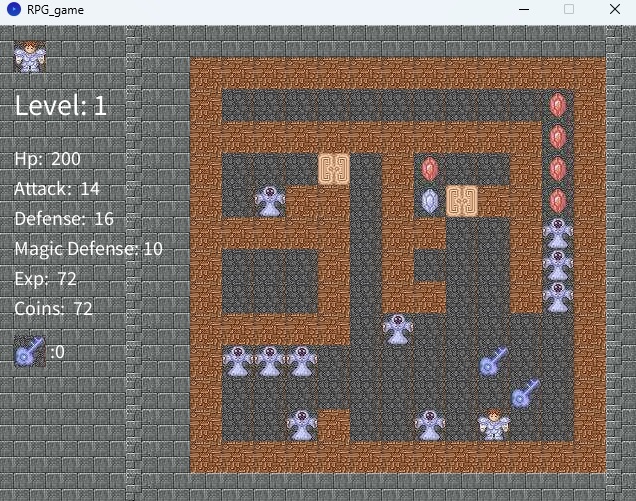 RPG_game
Level: 1
Hp: 200
Attack: 14
Defense: 16
Magic Defense: 10
Exp: 72
Coins: 72
:0